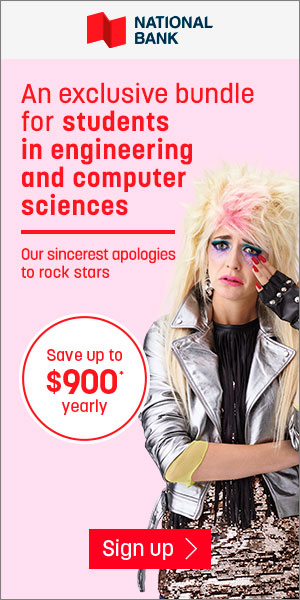 NATIONAL
BANK
An exclusive bundle
for students
in engineering
and computer
sciences
Our sincerest apologies
to rock stars
Save up to
$900*
yearly
Sign up